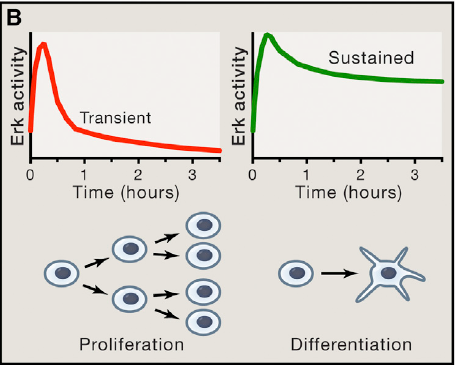 B
Erk activity
Transient
0 1 2 3
Time (hours)
Erk activity
Sustained
0 1 2 3
Time (hours)
Proliferation
Differentiation